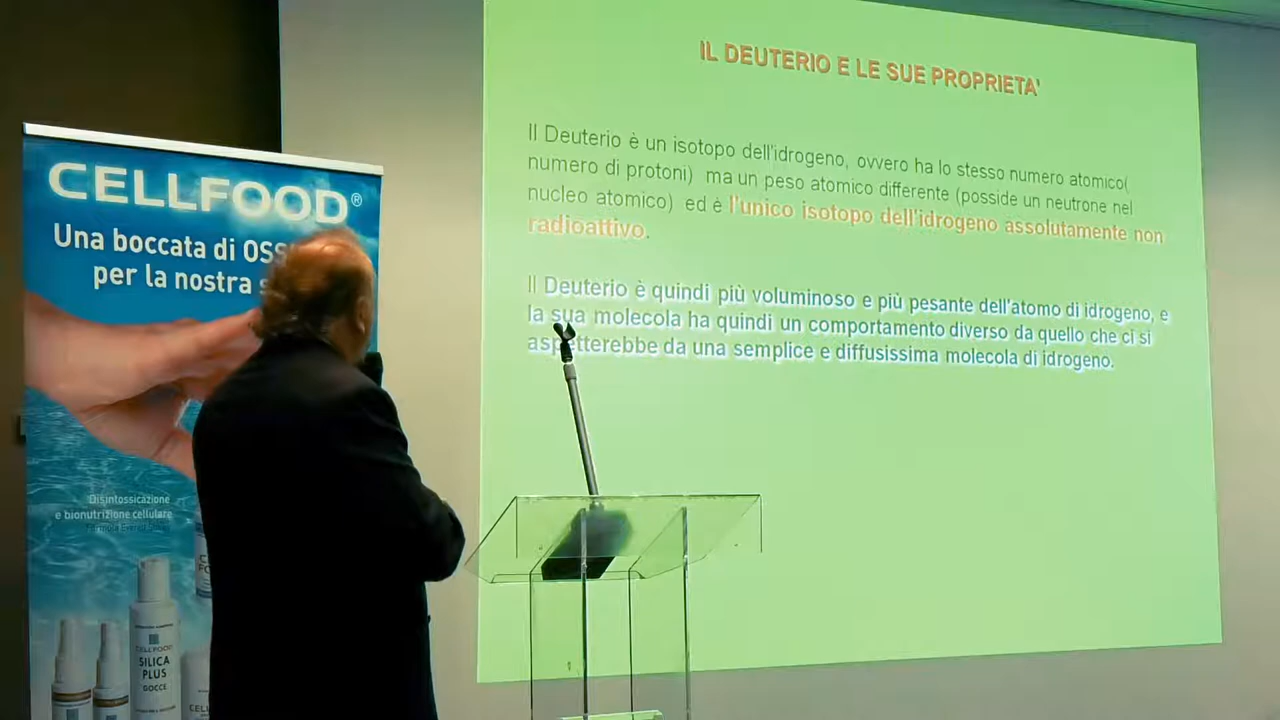 CELLFOOD®
Una boccata di
per la nostra
Disintossicazione
e bionutrizione cellulare
CELLFOOD
SILICA
PLUS
GOCCE
IL DEUTERIO E LE SUE PROPRIETA'
Il Deuterio è un isotopo dell'idrogeno, ovvero ha lo stesso numero atomico(
numero di protoni) ma un peso atomico differente (posside un neutrone nel
nucleo atomico) ed è l'unico isotopo dell'idrogeno assolutamente non
radioattivo.
Il Deuterio è quindi più voluminoso e più pesante dell'atomo di idrogeno, e
la sua molecola ha quindi un comportamento diverso da quello che ci si
aspetterebbe da una semplice e diffusissima molecola di idrogeno.